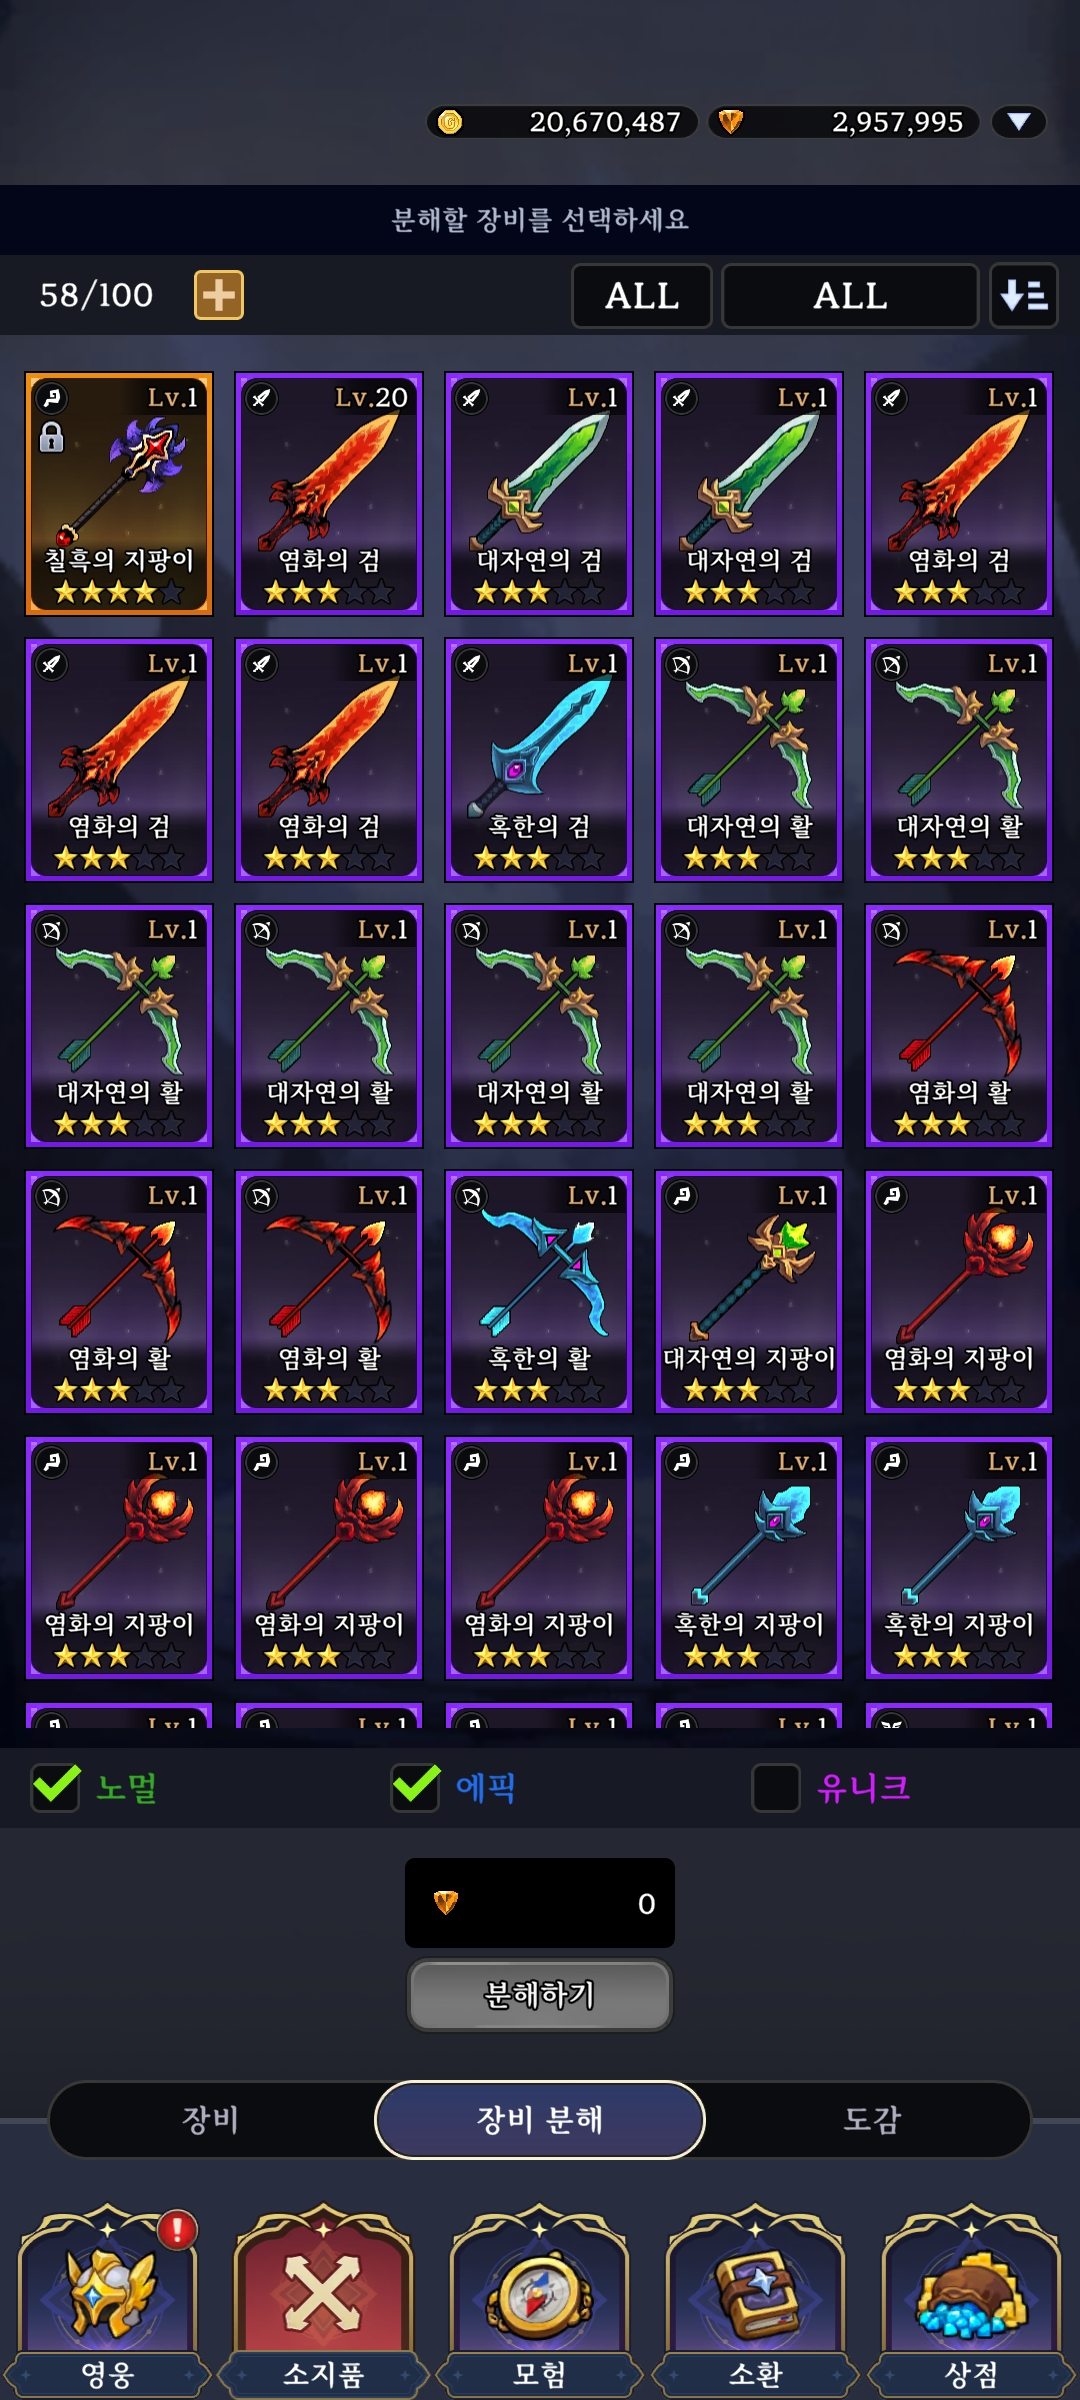 20,670,487 2,957,995
분해할 장비를 선택하세요
58/100 ALL ALL
Lv.1 Lv.20 Lv.1 Lv.1 Lv.1
칠흑의 지팡이 염화의 검 대자연의 검 대자연의 검 염화의 검
Lv.1 Lv.1 Lv.1 Lv.1 Lv.1
염화의 검 염화의 검 혹한의 검 대자연의 활 대자연의 활
Lv.1 Lv.1 Lv.1 Lv.1 Lv.1
대자연의 활 대자연의 활 대자연의 활 대자연의 활 염화의 활
Lv.1 Lv.1 Lv.1 Lv.1 Lv.1
염화의 활 염화의 활 혹한의 활 대자연의 지팡이 염화의 지팡이
Lv.1 Lv.1 Lv.1 Lv.1 Lv.1
염화의 지팡이 염화의 지팡이 염화의 지팡이 혹한의 지팡이 혹한의 지팡이
Lv.1 Lv.1 Lv.1 Lv.1 Lv.1
노멀 에픽 유니크
0
분해하기
장비 장비 분해 도감
영웅 소지품 모험 소환 상점